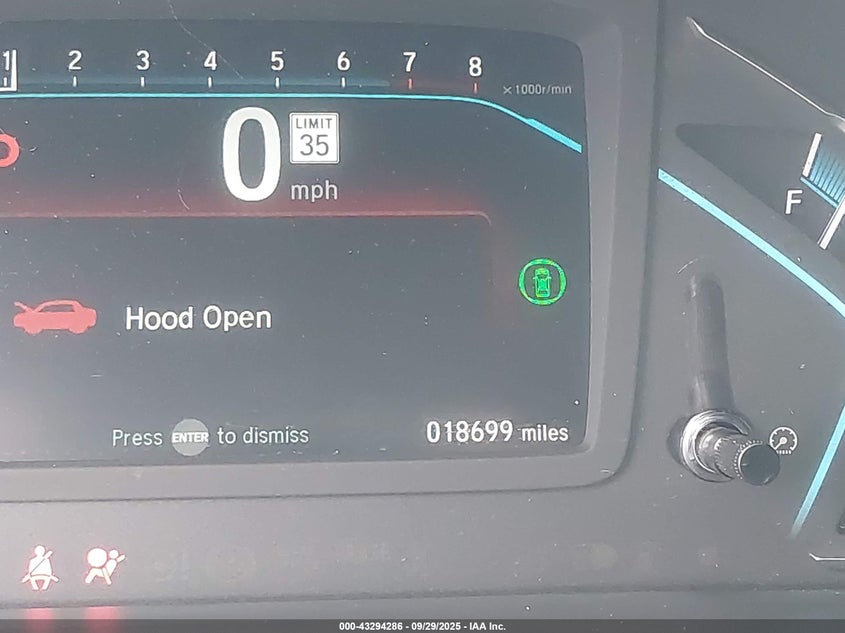 1 2 3 4 5 6 7 8
×1000r/min
0 mph
LIMIT
35
F
Hood Open
Press ENTER to dismiss
018699 miles
000-43294286 - 09/29/2025 - IAA Inc.